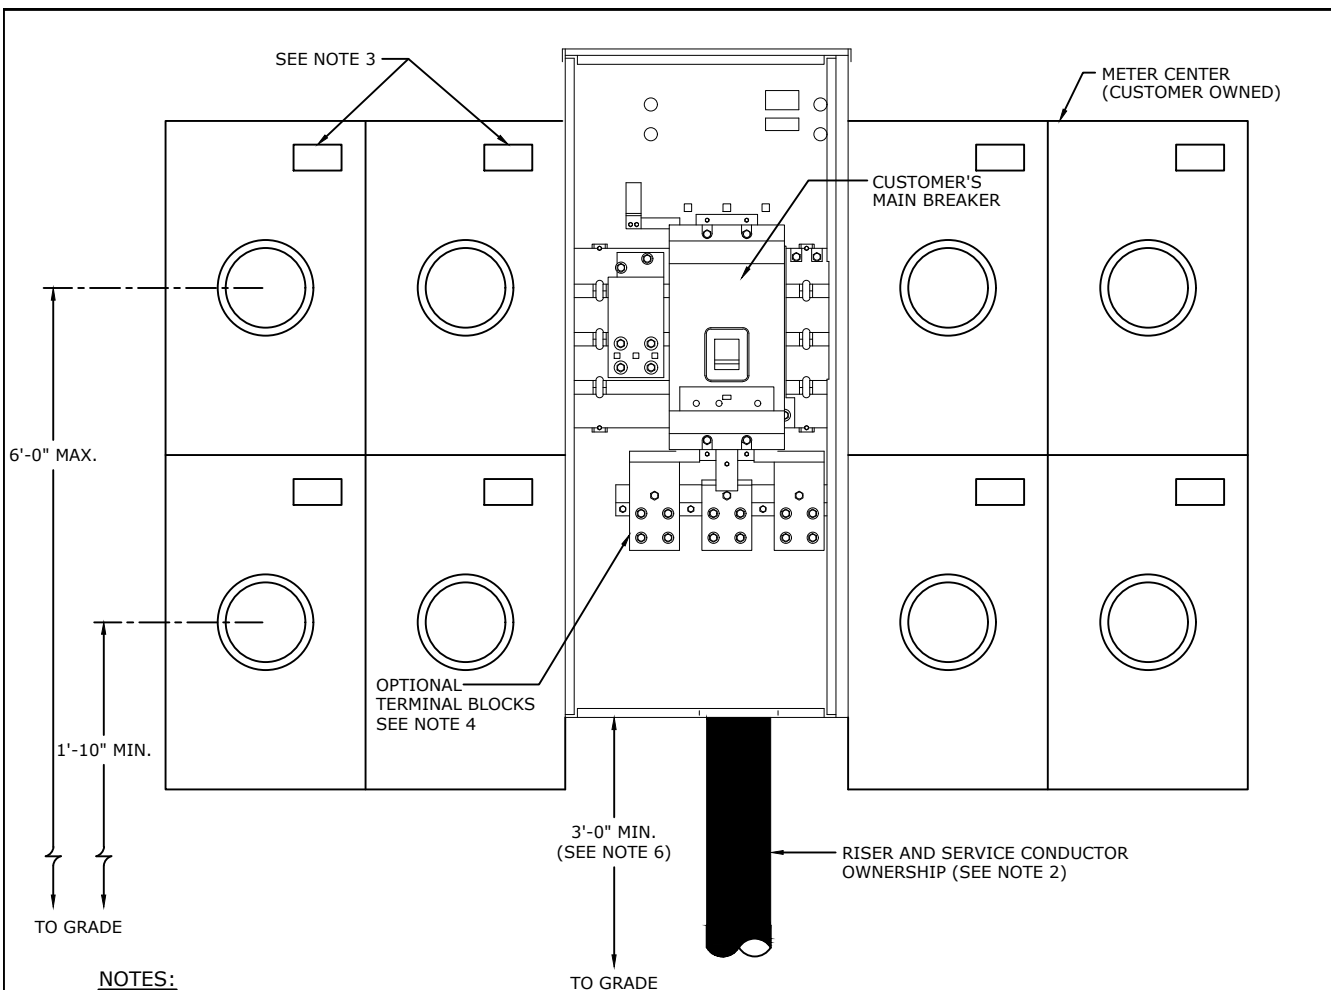 SEE NOTE 3
METER CENTER
(CUSTOMER OWNED)
CUSTOMER'S
MAIN BREAKER
6'-0" MAX.
OPTIONAL
TERMINAL BLOCKS
SEE NOTE 4
1'-10" MIN.
3'-0" MIN.
(SEE NOTE 6)
RISER AND SERVICE CONDUCTOR
OWNERSHIP (SEE NOTE 2)
TO GRADE
NOTES:
TO GRADE